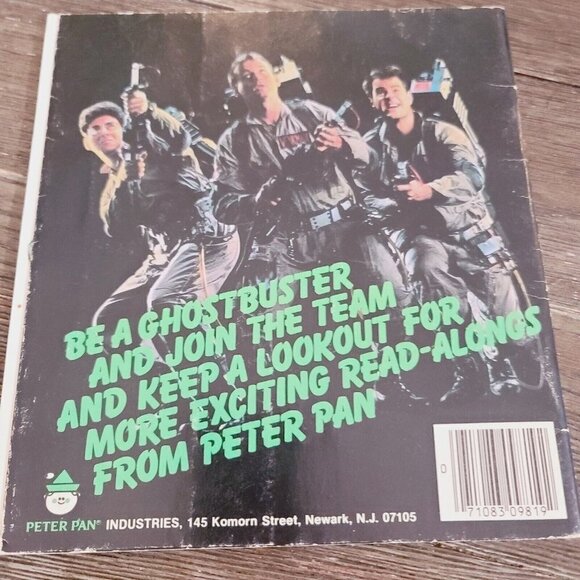 BE A GHOSTBUSTER
AND JOIN THE TEAM
AND KEEP A LOOKOUT FOR
MORE EXCITING READ-ALONGS
FROM PETER PAN
PETER PAN® INDUSTRIES, 145 Komorn Street, Newark, N.J. 07105
0
71083 09819